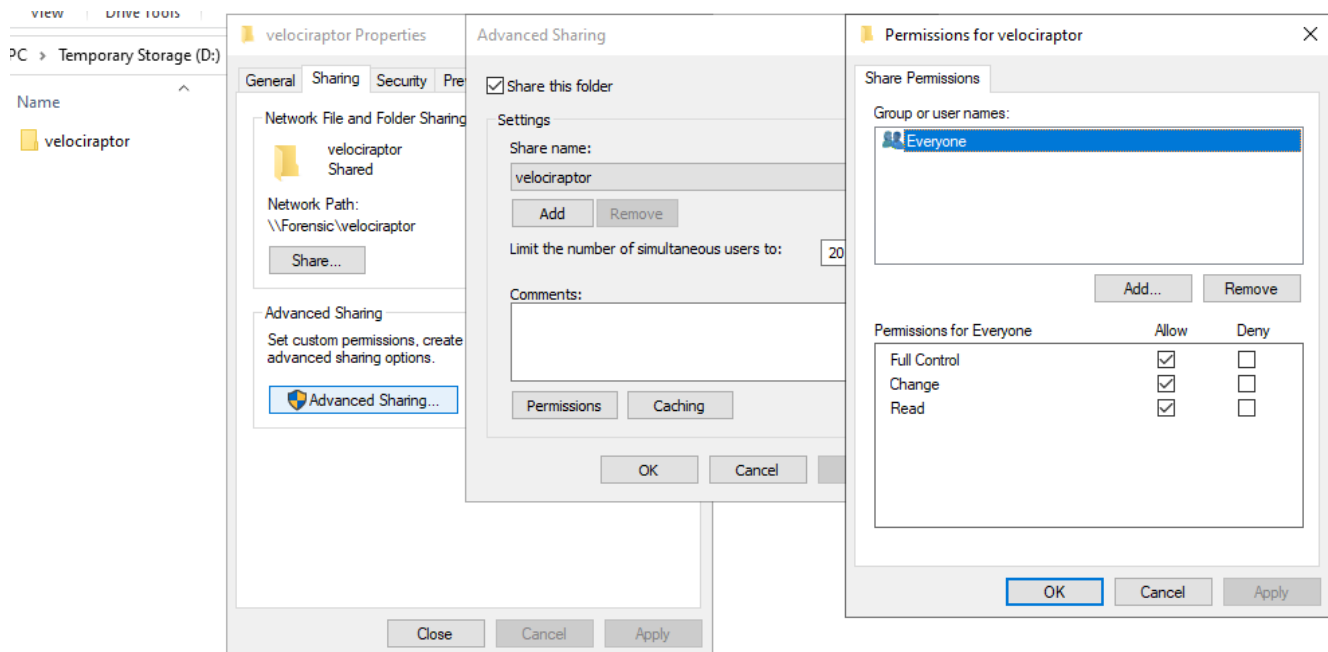 View
Drive Tools
PC > Temporary Storage (D:)
Name
velociraptor
velociraptor Properties
General
Sharing
Security
Pre
Network File and Folder Sharing
velociraptor
Shared
Network Path:
\\Forensic\velociraptor
Share...
Advanced Sharing
Set custom permissions, create
advanced sharing options.
Advanced Sharing...
Close
Cancel
Apply
Advanced Sharing
Share this folder
Settings
Share name:
velociraptor
Add
Remove
Limit the number of simultaneous users to:
20
Comments:
Permissions
Caching
OK
Cancel
Permissions for velociraptor
Share Permissions
Group or user names:
Everyone
Add...
Remove
Permissions for Everyone
Allow
Deny
Full Control
Change
Read
OK
Cancel
Apply